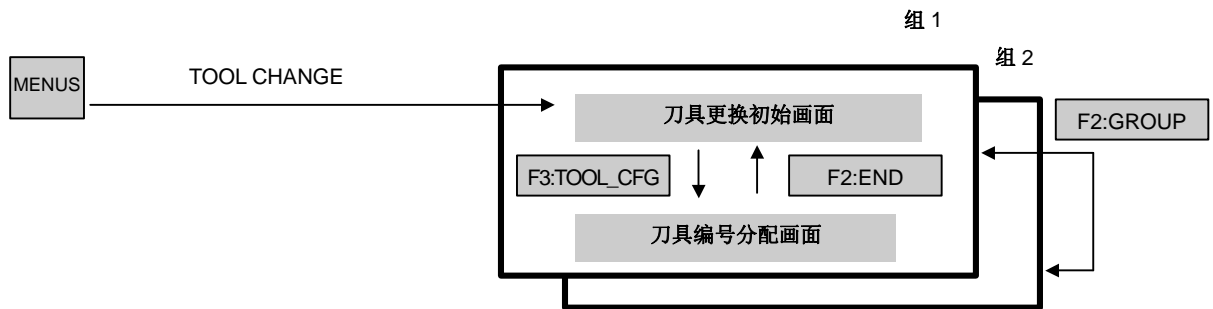 组 1
组 2
MENUS
TOOL CHANGE
刀具更换初始画面
F2:GROUP
F3:TOOL_CFG
F2:END
刀具编号分配画面